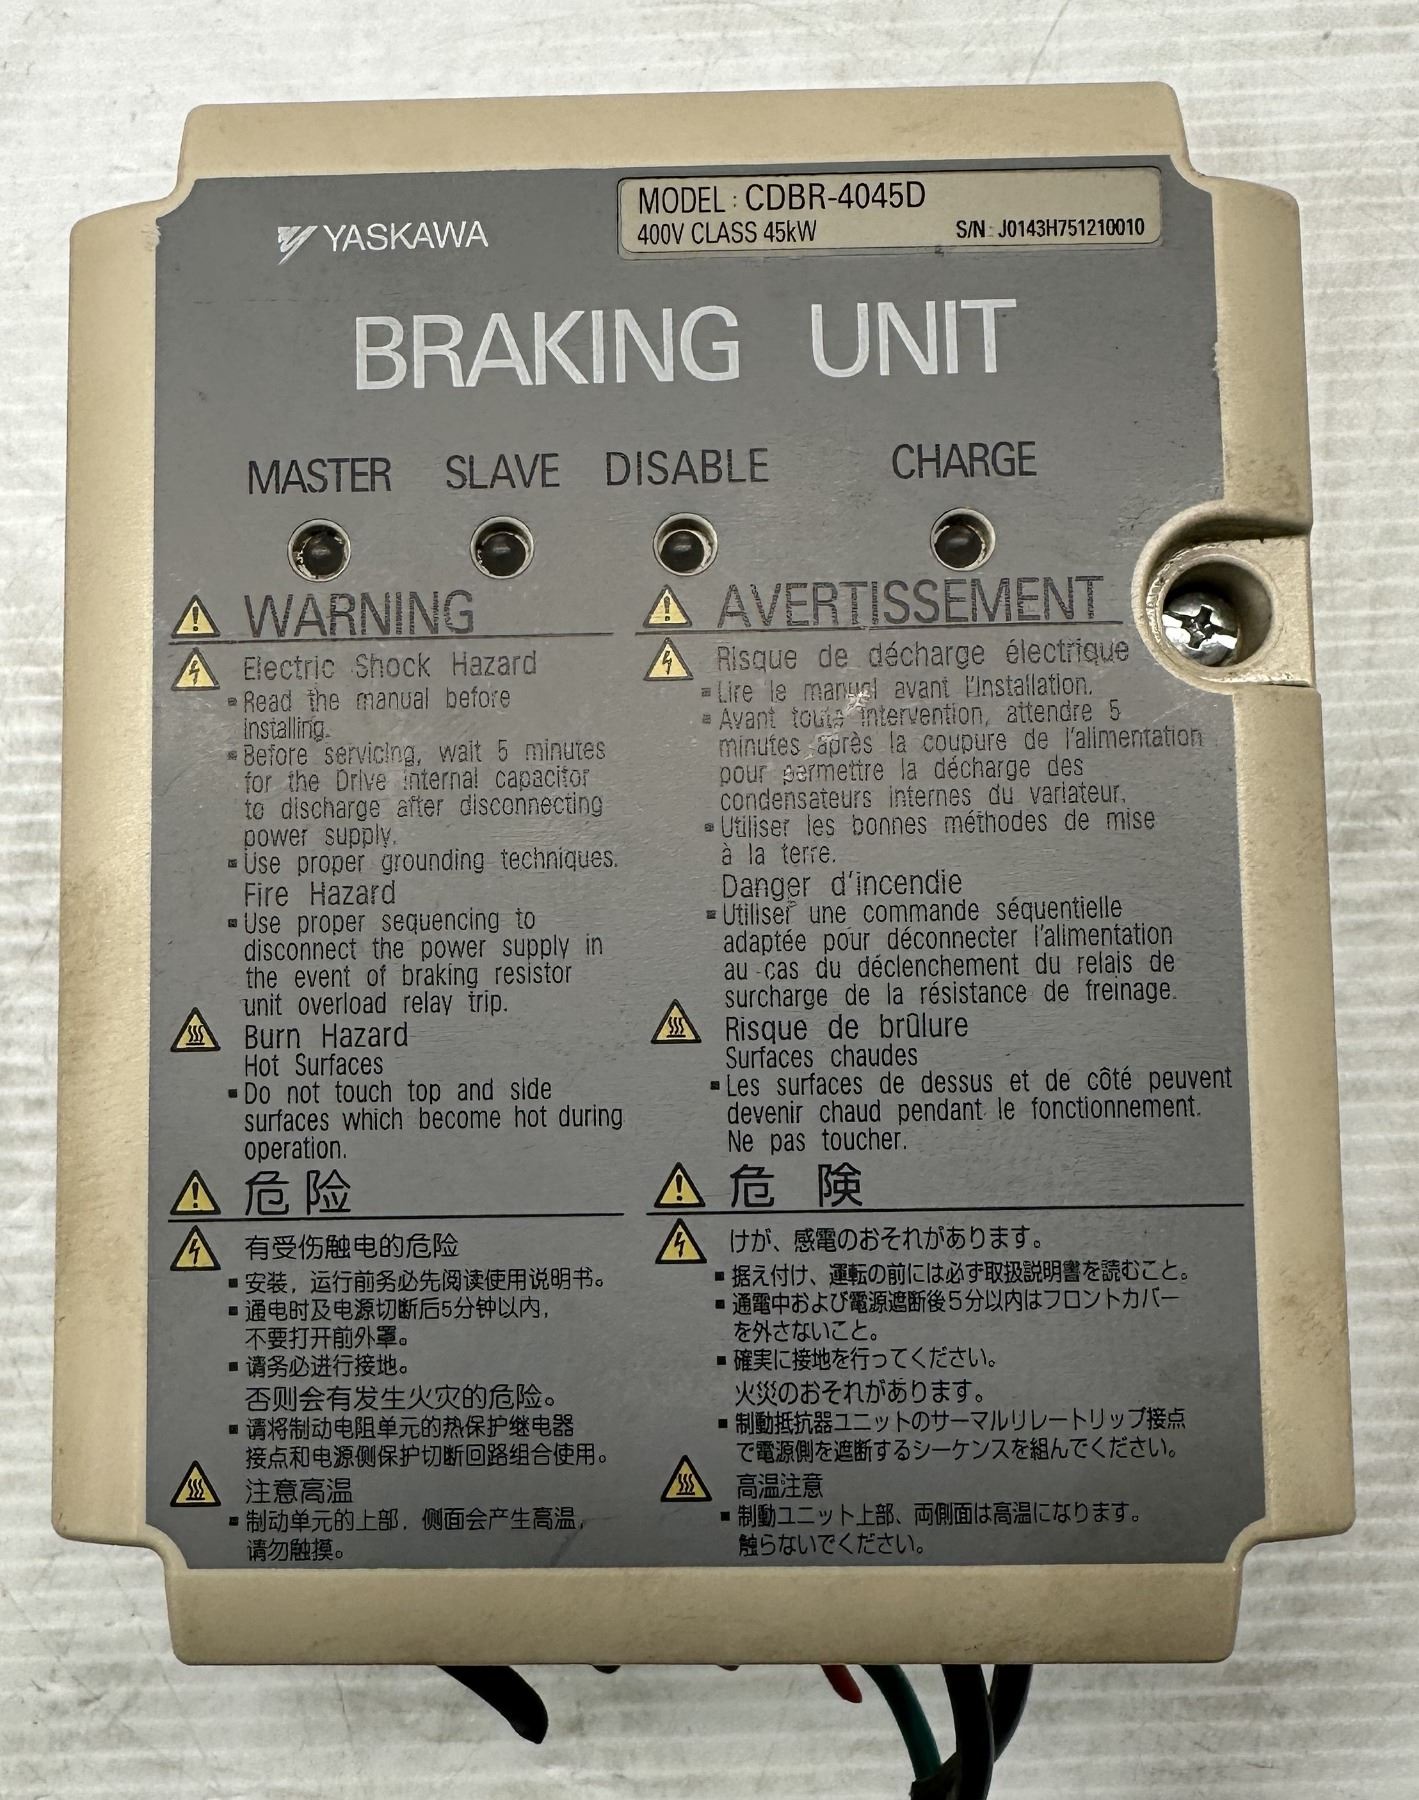 YASKAWA
MODEL : CDBR-4045D
400V CLASS 45kW S/N : J0143H751210010
BRAKING UNIT
MASTER SLAVE DISABLE CHARGE
WARNING
Electric Shock Hazard
▪Read the manual before
installing.
▪Before servicing, wait 5 minutes
for the Drive internal capacitor
to discharge after disconnecting
power supply.
▪Use proper grounding techniques.
Fire Hazard
▪Use proper sequencing to
disconnect the power supply in
the event of braking resistor
unit overload relay trip.
Burn Hazard
Hot Surfaces
▪Do not touch top and side
surfaces which become hot during
operation.
AVERTISSEMENT
Risque de décharge électrique
▪Lire le manuel avant l'Installation.
▪Avant toute intervention, attendre 5
minutes après la coupure de l'alimentation
pour permettre la décharge des
condensateurs internes du variateur.
▪Utiliser les bonnes méthodes de mise
à la terre.
Danger d'incendie
▪Utiliser une commande séquentielle
adaptée pour déconnecter l'alimentation
au cas du déclenchement du relais de
surcharge de la résistance de freinage.
Risque de brûlure
Surfaces chaudes
▪Les surfaces de dessus et de côté peuvent
devenir chaud pendant le fonctionnement.
Ne pas toucher.
危险
有受伤触电的危险
▪安装，运行前务必先阅读使用说明书。
▪通电时及电源切断后5分钟以内，
不要打开前外罩。
▪请务必进行接地。
否则会有发生火灾的危险。
▪请将制动电阻单元的热保护继电器
接点和电源侧保护切断回路组合使用。
注意高温
▪制动单元的上部，侧面会产生高温，
请勿触摸。
危 険
けが、感電のおそれがあります。
▪据え付け、運転の前には必ず取扱説明書を読むこと。
▪通電中および電源遮断後5分以内はフロントカバー
を外さないこと。
▪確実に接地を行ってください。
火災のおそれがあります。
▪制動抵抗器ユニットのサーマルリレートリップ接点
で電源側を遮断するシーケンスを組んでください。
高温注意
▪制動ユニット上部、両側面は高温になります。
触らないでください。